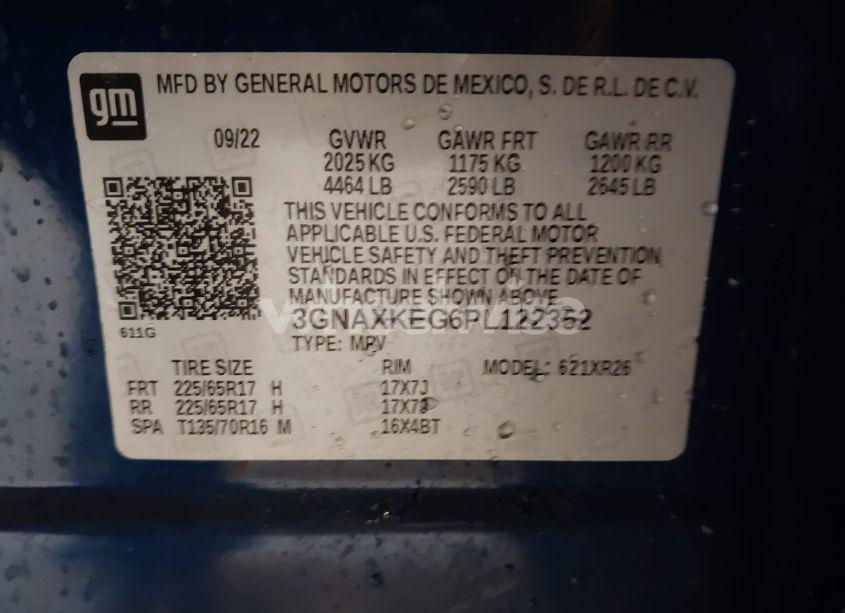 gm MFD BY GENERAL MOTORS DE MEXICO, S. DE R.L. DE C.V.
09/22 GVWR GAWR FRT GAWR RR
2025 KG 1175 KG 1200 KG
4464 LB 2590 LB 2645 LB
THIS VEHICLE CONFORMS TO ALL
APPLICABLE U.S. FEDERAL MOTOR
VEHICLE SAFETY AND THEFT PREVENTION
STANDARDS IN EFFECT ON THE DATE OF
MANUFACTURE SHOWN ABOVE
3GNAXKEG6PL122352
611G
TYPE: MPV
TIRE SIZE RIM MODEL: 621XR26
FRT 225/65R17 H 17X7J
RR 225/65R17 H 17X7J
SPA T135/70R16 M 16X4BT